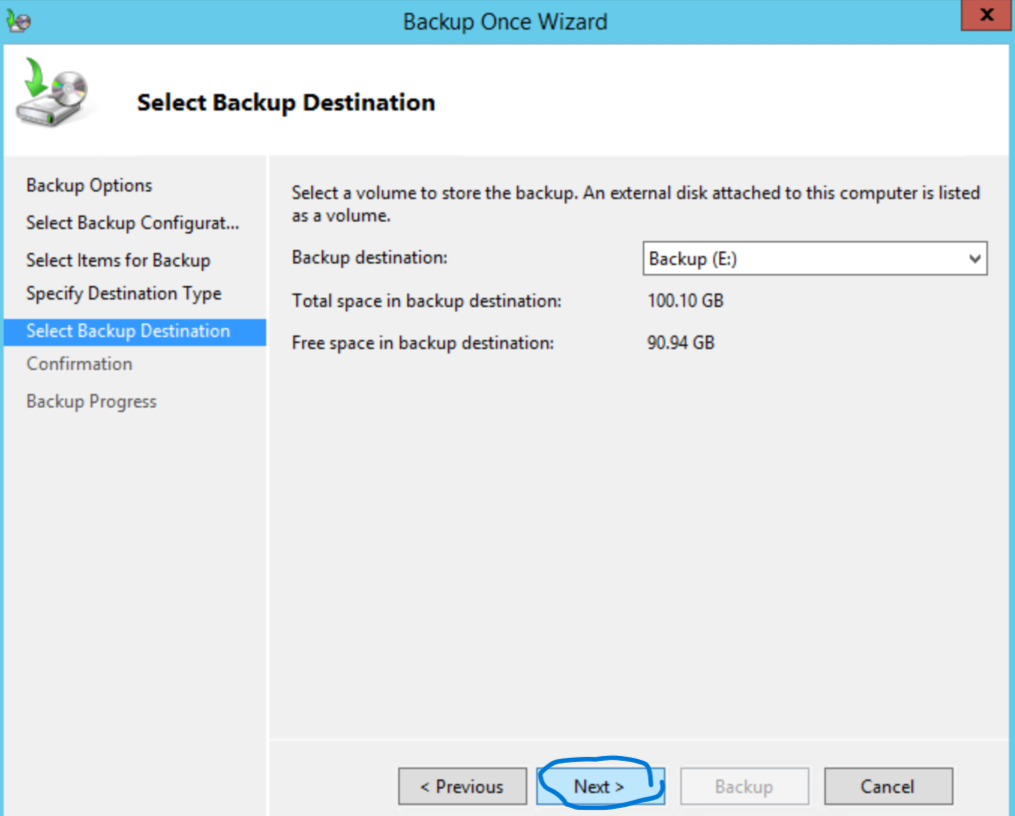 Backup Once Wizard
x
Select Backup Destination
Backup Options
Select Backup Configurat...
Select Items for Backup
Specify Destination Type
Select Backup Destination
Confirmation
Backup Progress
Select a volume to store the backup. An external disk attached to this computer is listed
as a volume.
Backup destination: Backup (E:)
Total space in backup destination: 100.10 GB
Free space in backup destination: 90.94 GB
< Previous Next > Backup Cancel